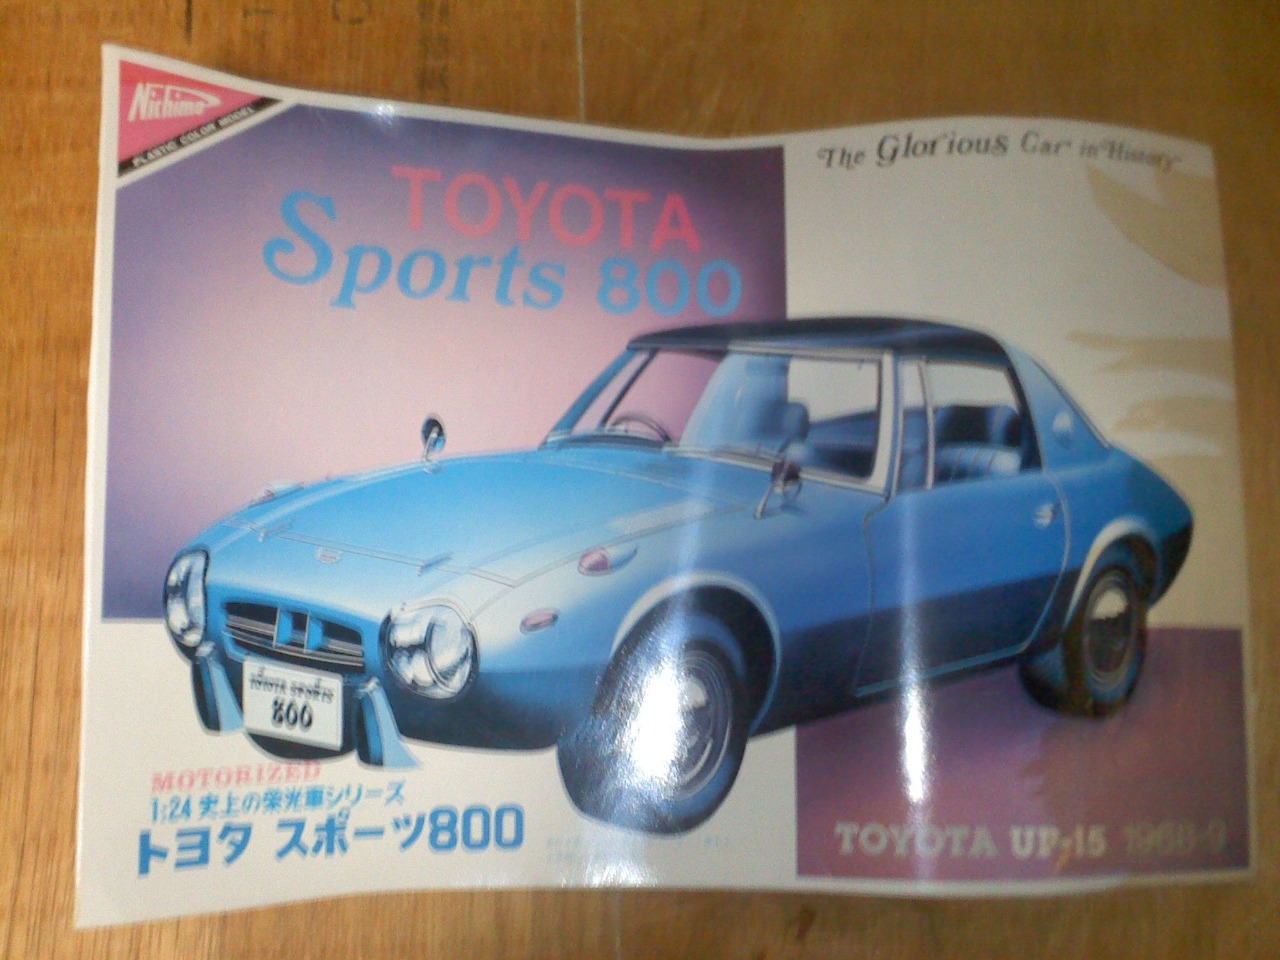 Nichimo
PLASTIC COLOR MODEL
The Glorious Car in History
TOYOTA
Sports 800
TOYOTA SPORTS
800
MOTORIZED
1:24 史上の栄光車シリーズ
トヨタ スポーツ800
TOYOTA UP-15 1968-9